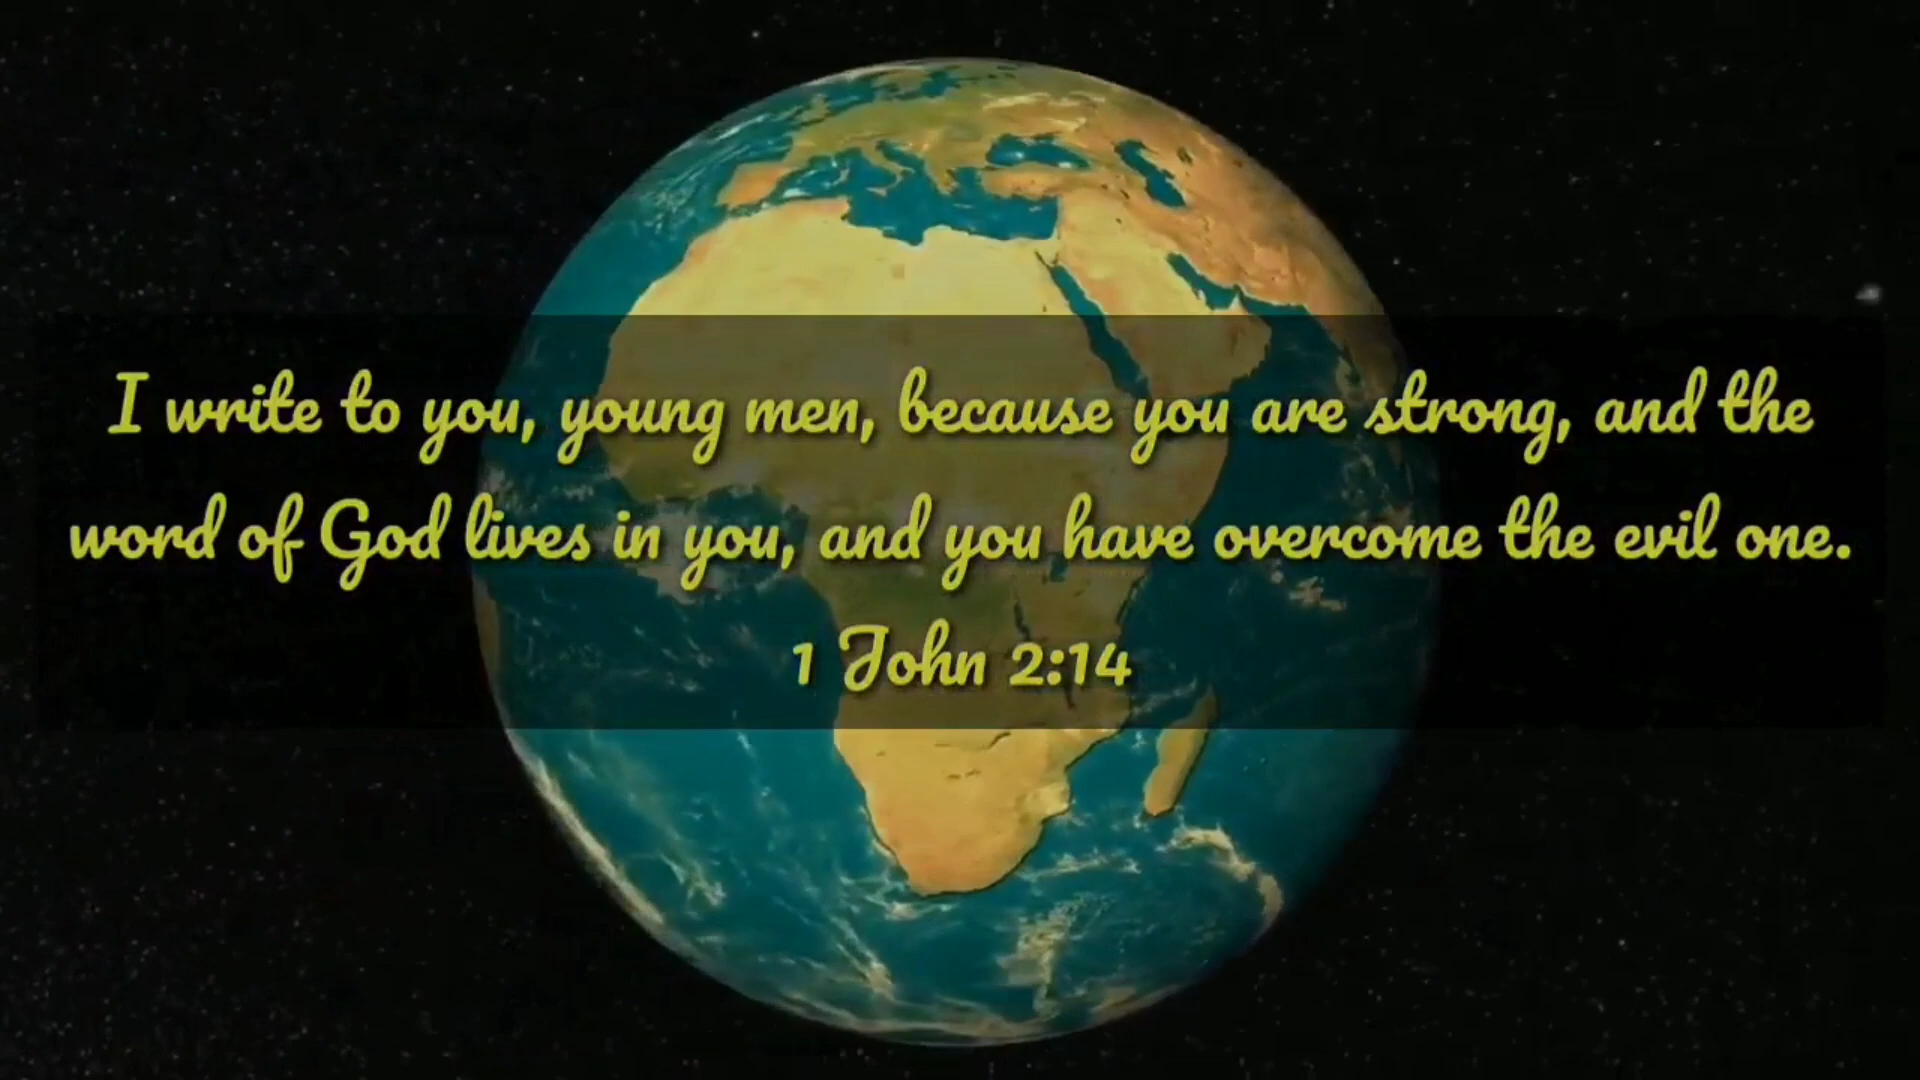 I write to you, young men, because you are strong, and the
word of God lives in you, and you have overcome the evil one.
1 John 2:14